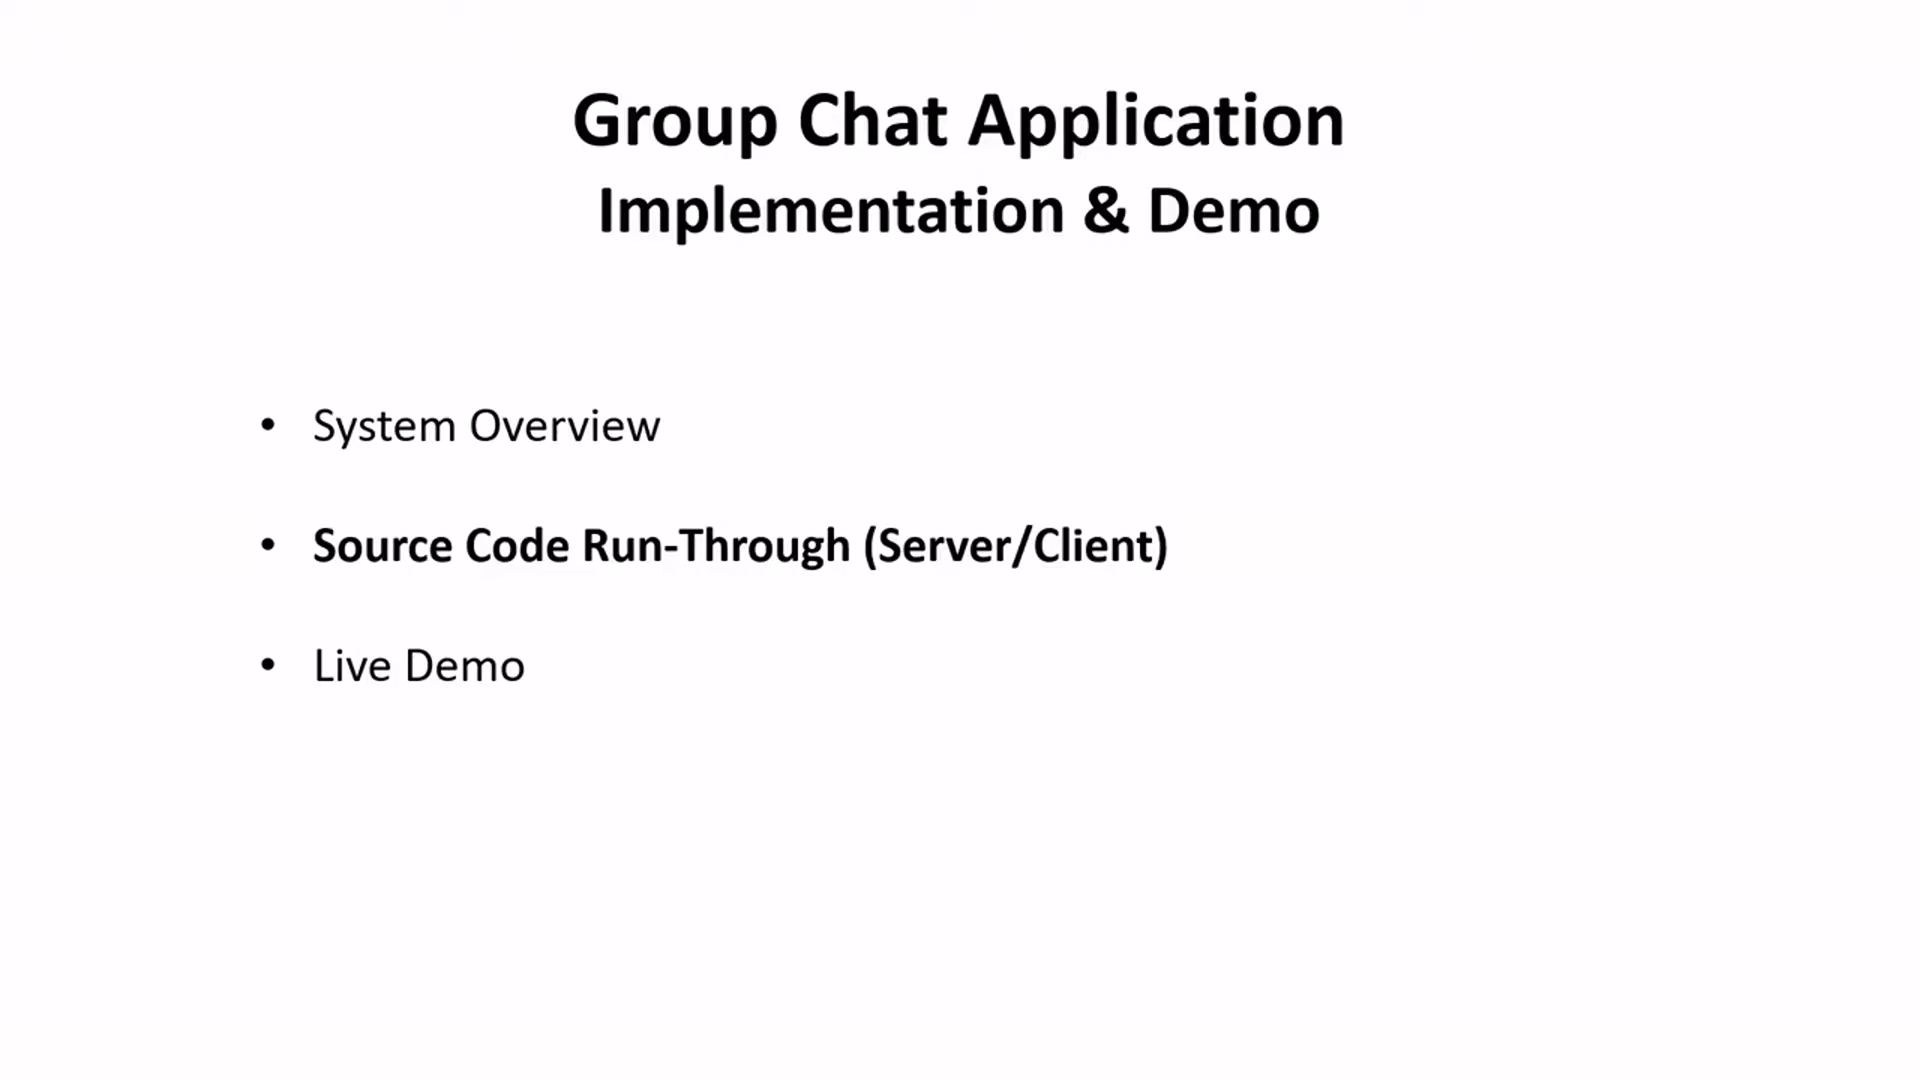 Group Chat Application
Implementation & Demo
• System Overview
• Source Code Run-Through (Server/Client)
• Live Demo